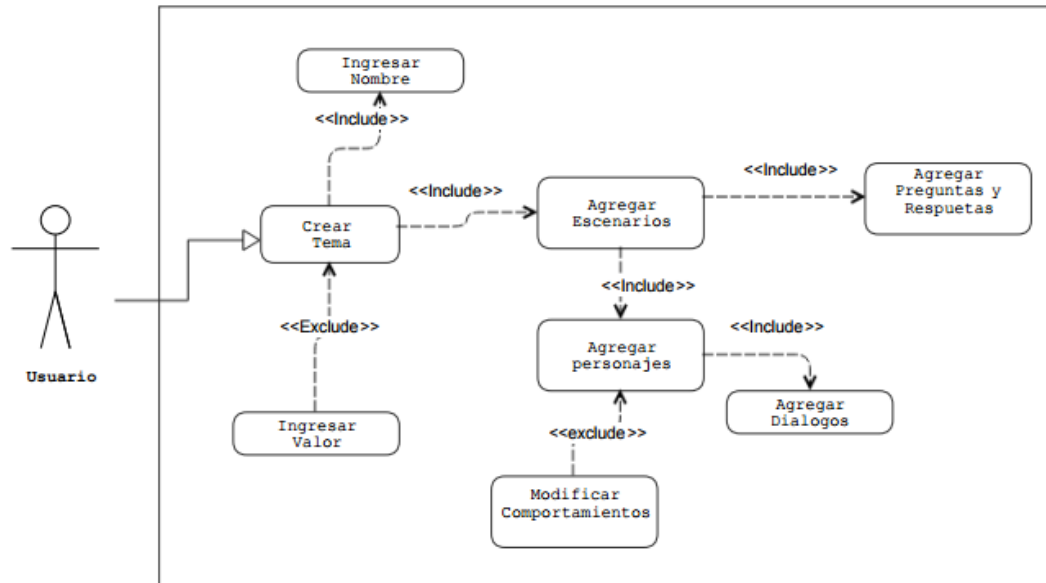 Ingresar
Nombre
<<Include>>
<<Include>>
<<Include>>
Agregar
Preguntas y
Respuetas
Crear
Tema
Agregar
Escenarios
<<Include>>
<<Exclude>>
<<Include>>
Agregar
personajes
Usuario
Ingresar
Valor
Agregar
Dialogos
<<exclude>>
Modificar
Comportamientos